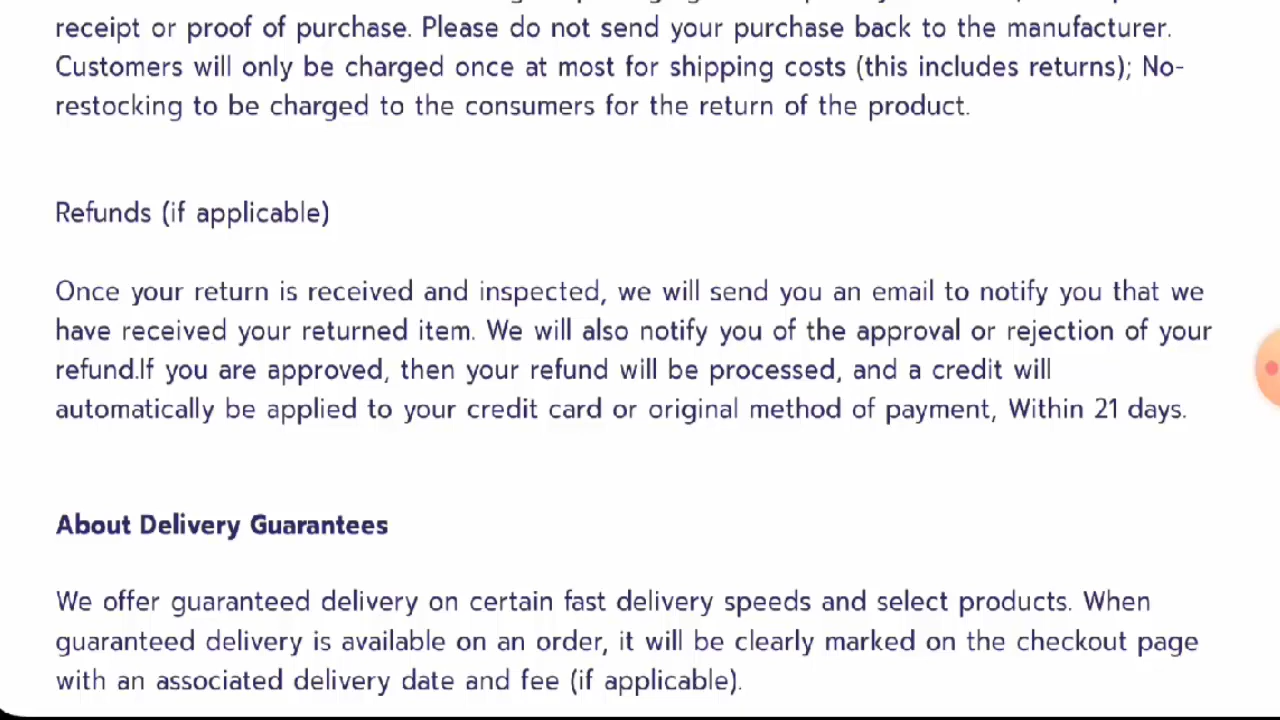 receipt or proof of purchase. Please do not send your purchase back to the manufacturer.
Customers will only be charged once at most for shipping costs (this includes returns); No-
restocking to be charged to the consumers for the return of the product.
Refunds (if applicable)
Once your return is received and inspected, we will send you an email to notify you that we
have received your returned item. We will also notify you of the approval or rejection of your
refund.If you are approved, then your refund will be processed, and a credit will
automatically be applied to your credit card or original method of payment, Within 21 days.
About Delivery Guarantees
We offer guaranteed delivery on certain fast delivery speeds and select products. When
guaranteed delivery is available on an order, it will be clearly marked on the checkout page
with an associated delivery date and fee (if applicable).